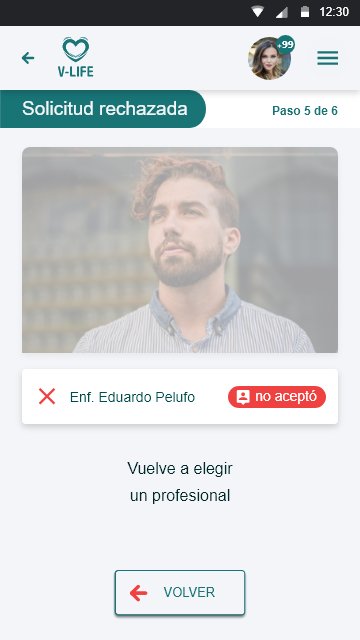 12:30
V-LIFE
+99
Solicitud rechazada
Paso 5 de 6
Enf. Eduardo Pelufo
no aceptó
Vuelve a elegir
un profesional
VOLVER